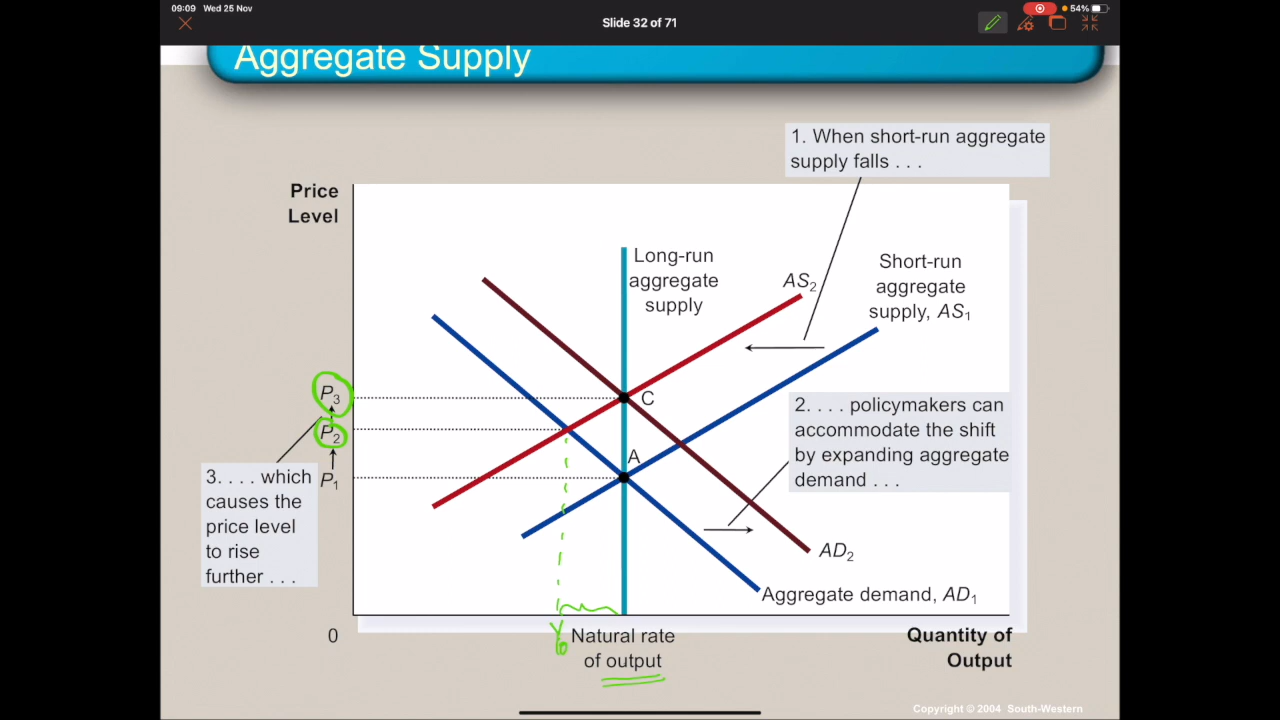 09:09 Wed 25 Nov
54%
Slide 32 of 71
Aggregate Supply
1. When short-run aggregate
supply falls . . .
Price
Level
Long-run
aggregate
supply
AS2
Short-run
aggregate
supply, AS1
P3
C
2. . . . policymakers can
accommodate the shift
by expanding aggregate
demand . . .
P2
A
P1
3. . . . which
causes the
price level
to rise
further . . .
AD2
Aggregate demand, AD1
0
Natural rate
of output
Quantity of
Output
Copyright © 2004 South-Western